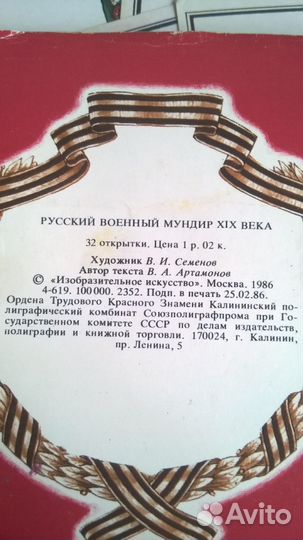 РУССКИЙ ВОЕННЫЙ МУНДИР XIX ВЕКА
32 открытки. Цена 1 р. 02 к.
Художник В. И. Семенов
Автор текста В. А. Артамонов
© «Изобразительное искусство». Москва. 1986
4-619. 100 000. 2352. Подп. в печать 25.02.86.
Ордена Трудового Красного Знамени Калининский по-
лиграфический комбинат Союзполиграфпрома при Го-
сударственном комитете СССР по делам издательств,
полиграфии и книжной торговли. 170024, г. Калинин,
пр. Ленина, 5
Avito